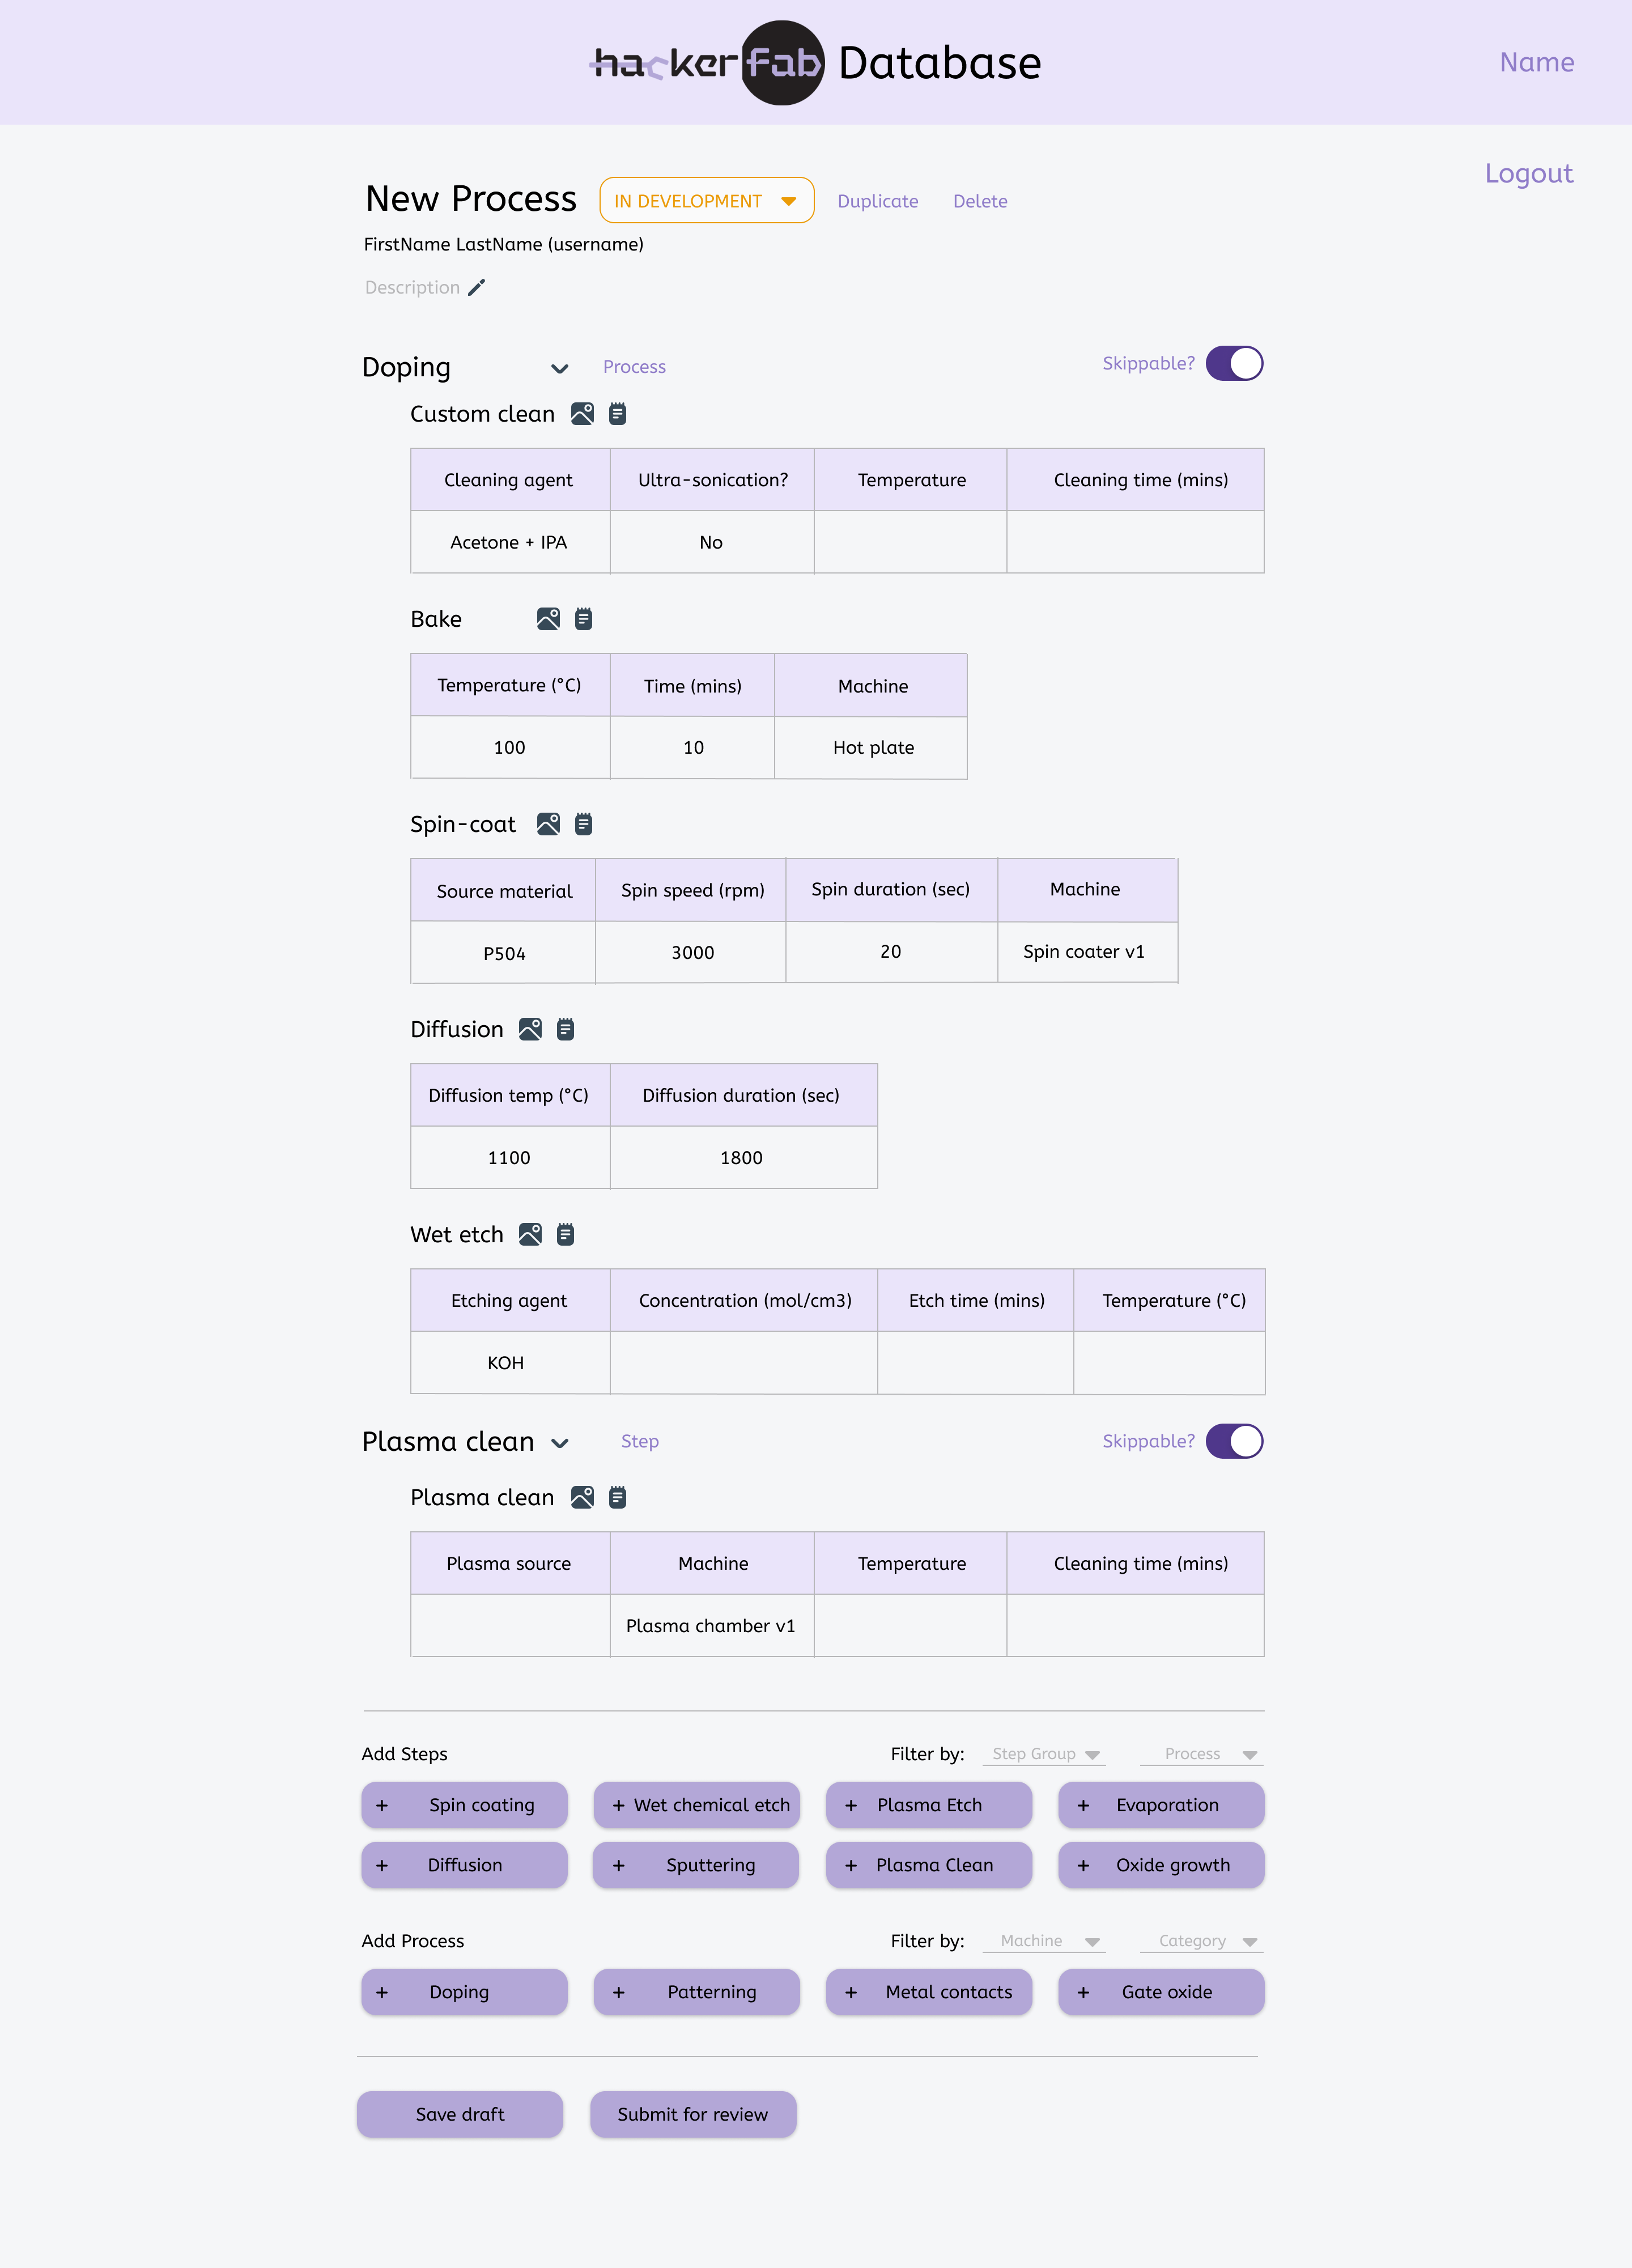 hackerfab Database
Name
Logout
New Process
IN DEVELOPMENT
Duplicate
Delete
FirstName LastName (username)
Description
Doping
Process
Skippable?
Custom clean
Cleaning agent
Ultra-sonication?
Temperature
Cleaning time (mins)
Acetone + IPA
No
Bake
Temperature (°C)
Time (mins)
Machine
100
10
Hot plate
Spin-coat
Source material
Spin speed (rpm)
Spin duration (sec)
Machine
P504
3000
20
Spin coater v1
Diffusion
Diffusion temp (°C)
Diffusion duration (sec)
1100
1800
Wet etch
Etching agent
Concentration (mol/cm3)
Etch time (mins)
Temperature (°C)
KOH
Plasma clean
Step
Skippable?
Plasma clean
Plasma source
Machine
Temperature
Cleaning time (mins)
Plasma chamber v1
Add Steps
Filter by:
Step Group
Process
+ Spin coating
+ Wet chemical etch
+ Plasma Etch
+ Evaporation
+ Diffusion
+ Sputtering
+ Plasma Clean
+ Oxide growth
Add Process
Filter by:
Machine
Category
+ Doping
+ Patterning
+ Metal contacts
+ Gate oxide
Save draft
Submit for review